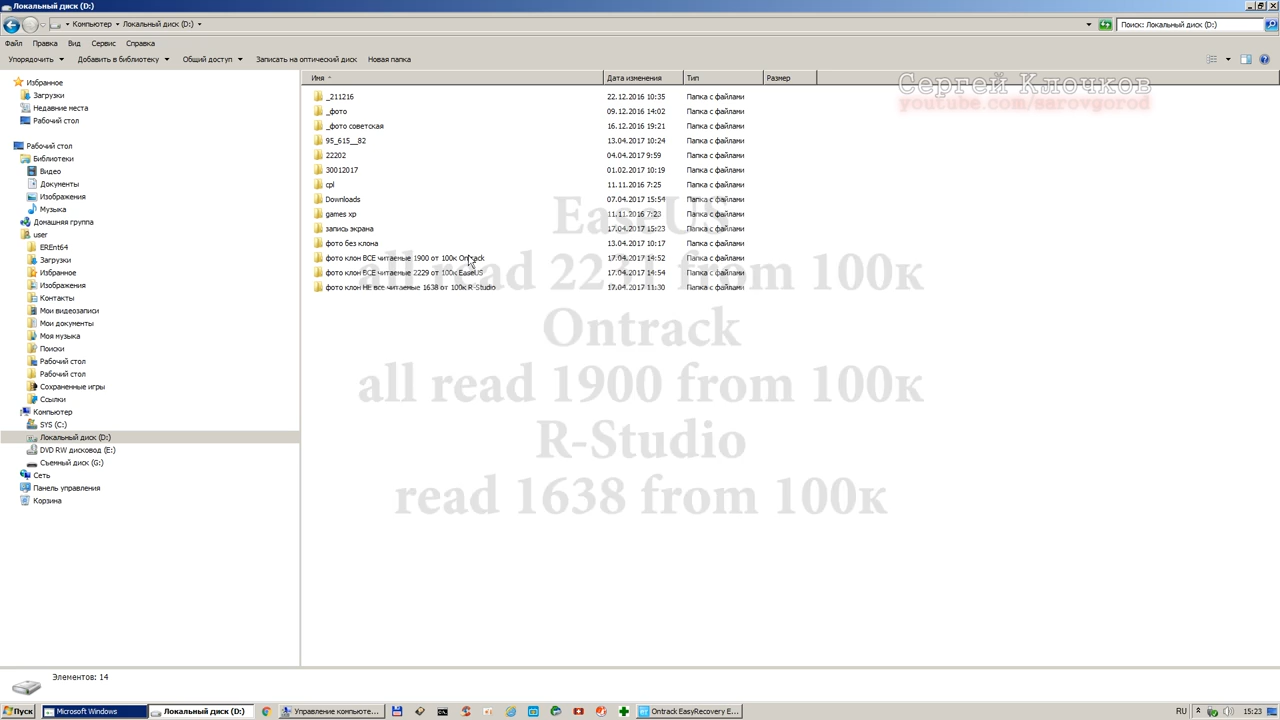 Локальный диск (D:)
Компьютер ▸ Локальный диск (D:) ▸
Поиск: Локальный диск (D:)
Файл Правка Вид Сервис Справка
Упорядочить Добавить в библиотеку Общий доступ Записать на оптический диск Новая папка
Избранное
Загрузки
Недавние места
Рабочий стол
Рабочий стол
Библиотеки
Видео
Документы
Изображения
Музыка
Домашняя группа
user
EREnt64
Загрузки
Избранное
Изображения
Контакты
Мои видеозаписи
Мои документы
Моя музыка
Поиски
Рабочий стол
Рабочий стол
Сохраненные игры
Ссылки
Компьютер
SYS (C:)
Локальный диск (D:)
DVD RW дисковод (E:)
Съемный диск (G:)
Сеть
Панель управления
Корзина
Имя Дата изменения Тип Размер
_211216 22.12.2016 10:35 Папка с файлами
_фото 09.12.2016 14:02 Папка с файлами
_фото советская 16.12.2016 19:21 Папка с файлами
95_615__82 13.04.2017 10:24 Папка с файлами
22202 04.04.2017 9:59 Папка с файлами
30012017 01.02.2017 10:19 Папка с файлами
cpl 11.11.2016 7:25 Папка с файлами
Downloads 07.04.2017 15:54 Папка с файлами
games xp 11.11.2016 7:23 Папка с файлами
запись экрана 17.04.2017 15:23 Папка с файлами
фото без клона 13.04.2017 10:17 Папка с файлами
фото клон ВСЕ читаемые 1900 от 100к Ontrack 17.04.2017 14:52 Папка с файлами
фото клон ВСЕ читаемые 2229 от 100к EaseUS 17.04.2017 14:54 Папка с файлами
фото клон НЕ все читаемые 1638 от 100к R-Studio 17.04.2017 11:30 Папка с файлами
Сергей Клочков
youtube.com/sarovgorod
EaseUS
all read 2229 from 100к
Ontrack
all read 1900 from 100к
R-Studio
read 1638 from 100к
Элементов: 14
Пуск Microsoft Windows Локальный диск (D:) Управление компьюте... Ontrack EasyRecovery E... RU 15:23